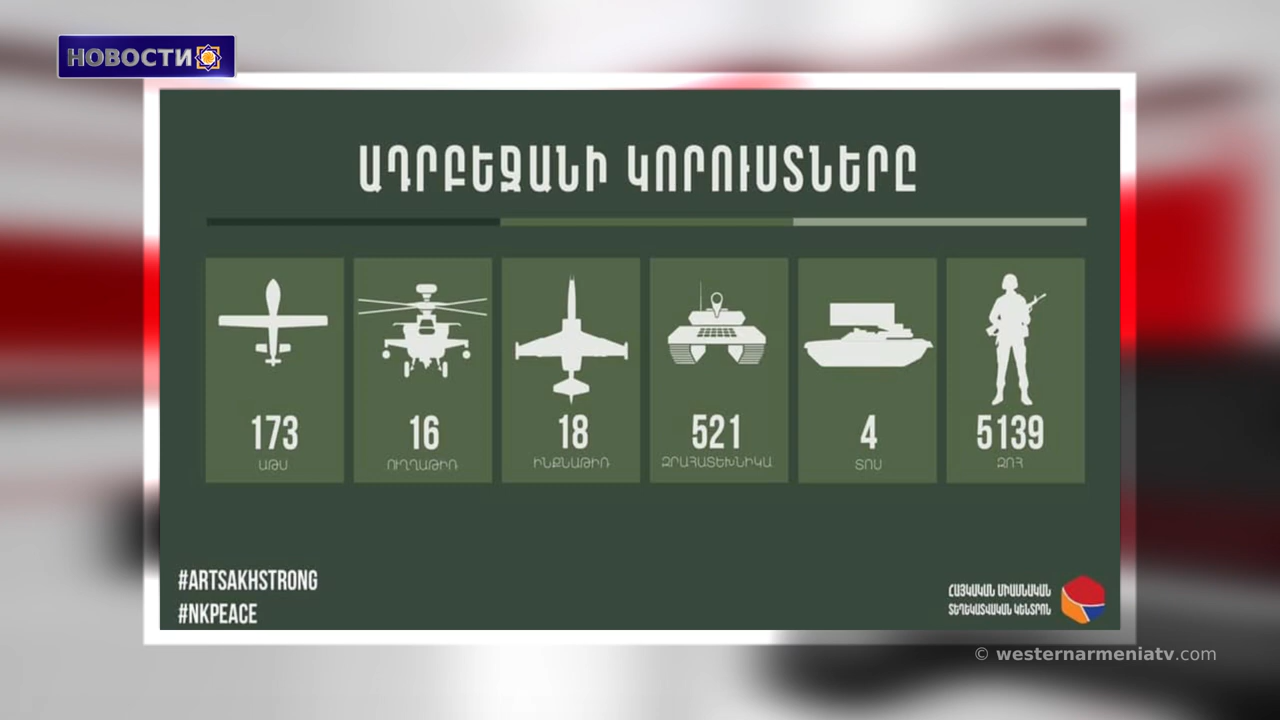 НОВОСТИ
ԱԴՐԲԵՋԱՆԻ ԿՈՐՈՒՍՏՆԵՐԸ
173
ԱԹՍ
16
ՈՒՂՂԱԹԻՌ
18
ԻՆՔՆԱԹԻՌ
521
ԶՐԱՀԱՏԵԽՆԻԿԱ
4
ՏՈՍ
5139
ԶՈՀ
#ARTSAKHSTRONG
#NKPEACE
ՀԱՅԿԱԿԱՆ ՄԻԱՍՆԱԿԱՆ
ՏԵՂԵԿԱՏՎԱԿԱՆ ԿԵՆՏՐՈՆ
© westernarmeniatv.com